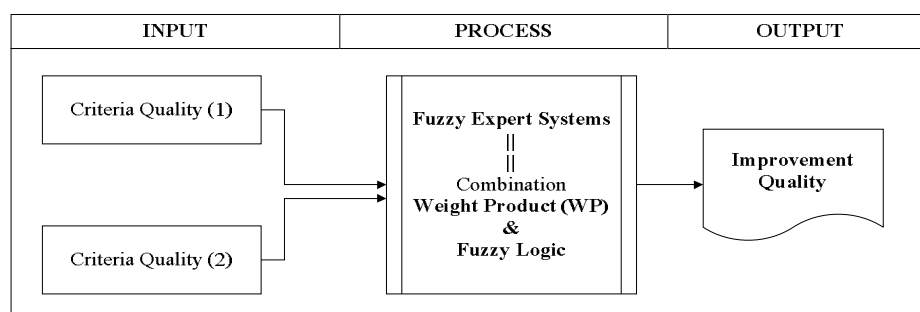 INPUT PROCESS OUTPUT
Criteria Quality (1)
Criteria Quality (2)
Fuzzy Expert Systems
||
||
Combination
Weight Product (WP)
&
Fuzzy Logic
Improvement
Quality